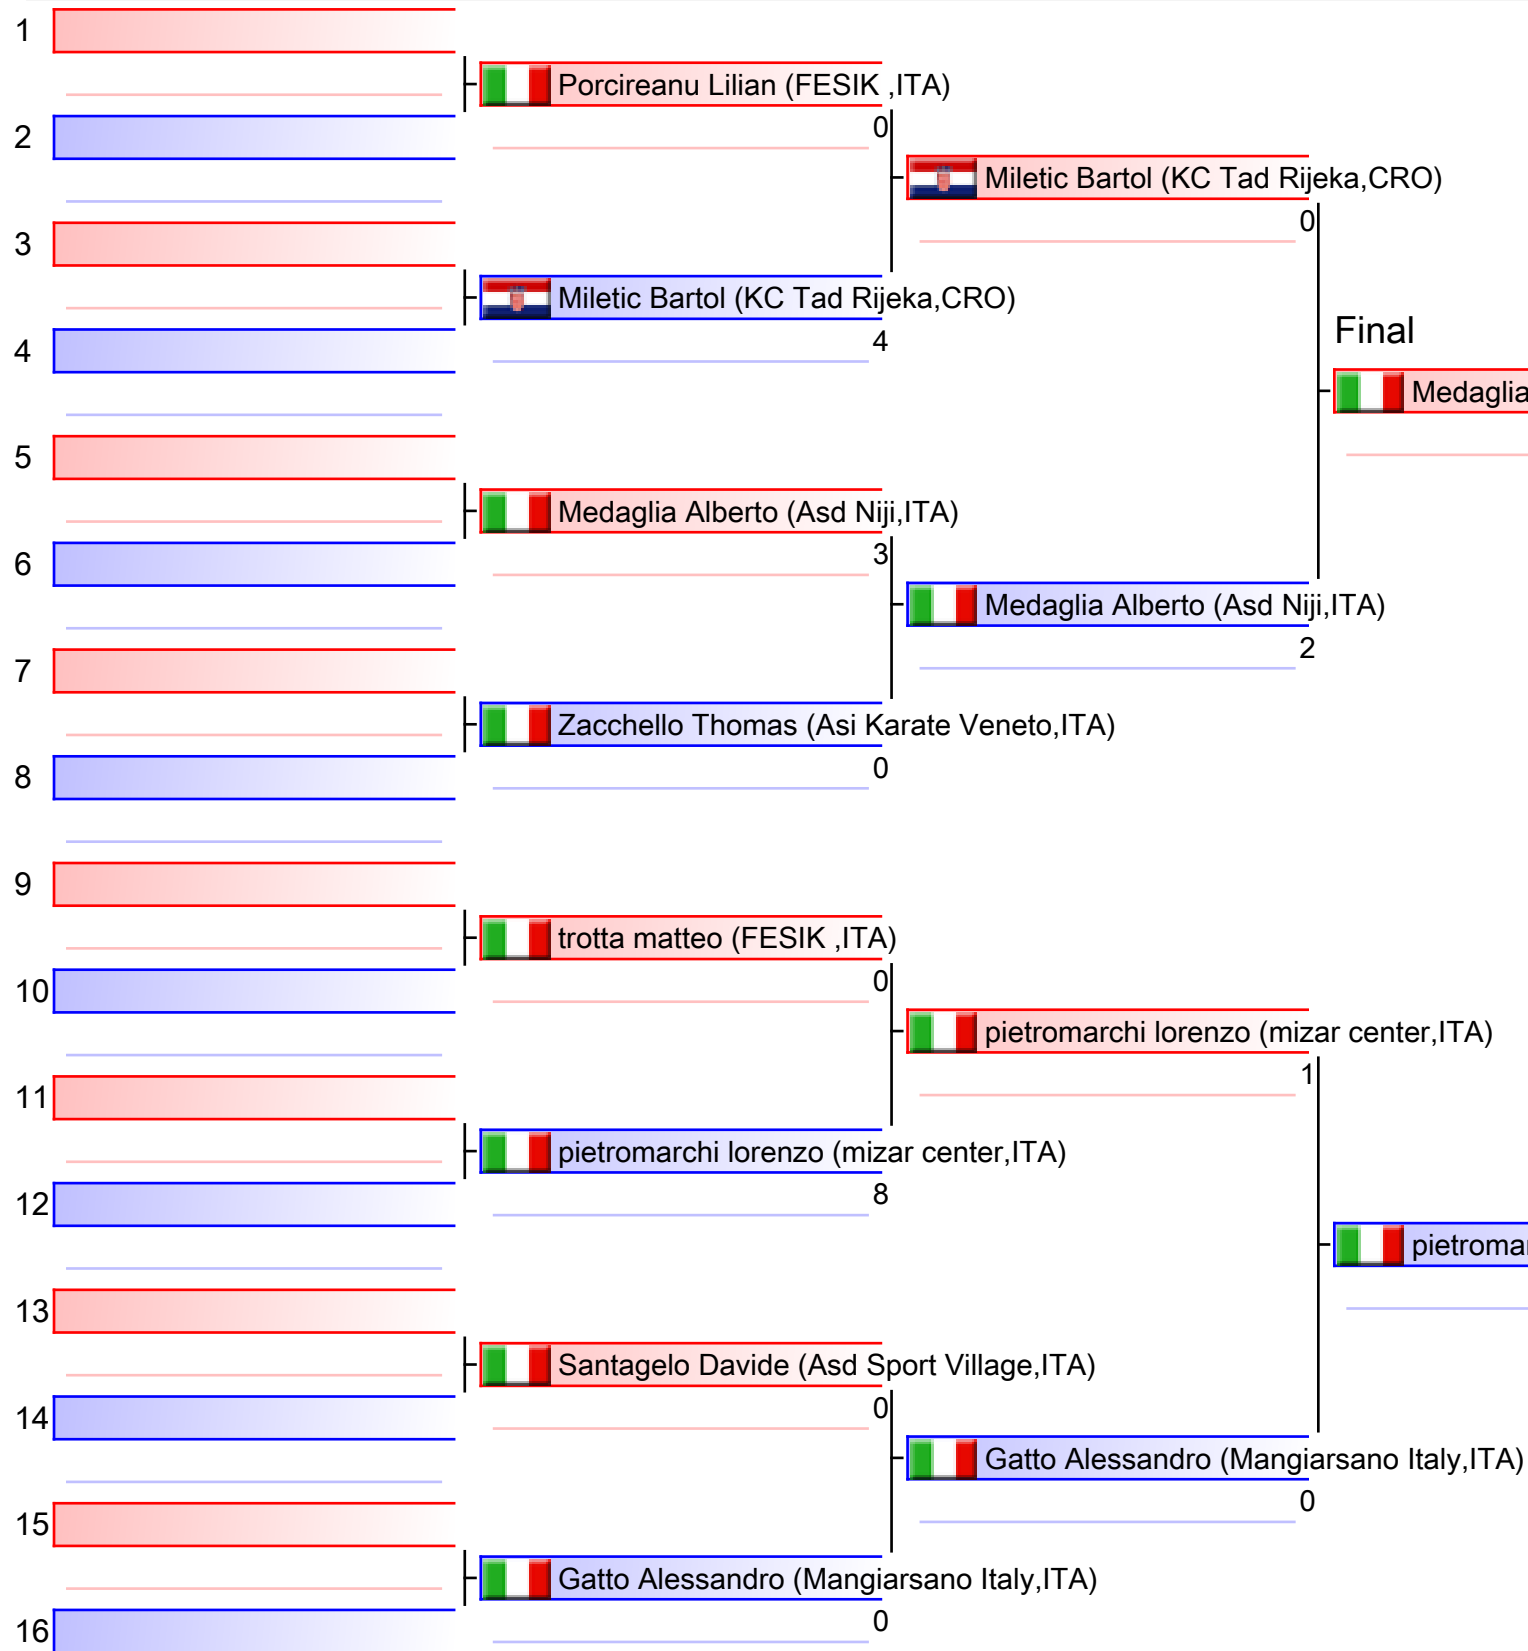 1
Porcireanu Lilian (FESIK ,ITA)
0
2
Miletic Bartol (KC Tad Rijeka,CRO)
0
3
Miletic Bartol (KC Tad Rijeka,CRO)
4
4
Final
Medaglia
5
Medaglia Alberto (Asd Niji,ITA)
3
6
Medaglia Alberto (Asd Niji,ITA)
2
7
Zacchello Thomas (Asi Karate Veneto,ITA)
0
8
9
trotta matteo (FESIK ,ITA)
0
10
pietromarchi lorenzo (mizar center,ITA)
1
11
pietromarchi lorenzo (mizar center,ITA)
8
12
pietromar
13
Santagelo Davide (Asd Sport Village,ITA)
0
14
Gatto Alessandro (Mangiarsano Italy,ITA)
0
15
Gatto Alessandro (Mangiarsano Italy,ITA)
0
16